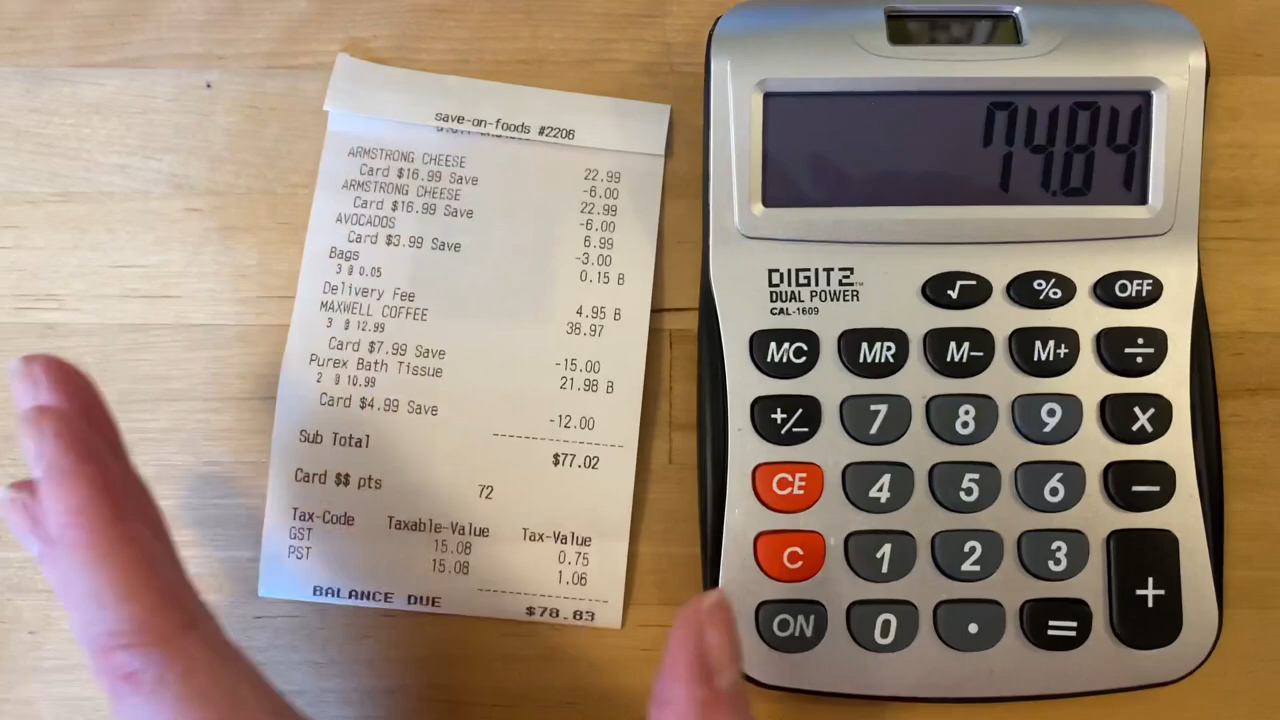 save-on-foods #2206
ARMSTRONG CHEESE 22.99
Card $16.99 Save -6.00
ARMSTRONG CHEESE 22.99
Card $16.99 Save -6.00
AVOCADOS 6.99
Card $3.99 Save -3.00
Bags 0.15 B
3 @ 0.05
Delivery Fee 4.95 B
MAXWELL COFFEE 38.97
3 @ 12.99
Card $7.99 Save -15.00
Purex Bath Tissue 21.98 B
2 @ 10.99
Card $4.99 Save -12.00
Sub Total $77.02
Card $$ pts 72
Tax-Code Taxable-Value Tax-Value
GST 15.08 0.75
PST 15.08 1.06
BALANCE DUE $78.83
74.84
DIGITZ™
DUAL POWER
CAL-1609
√ % OFF
MC MR M− M+ ÷
+/− 7 8 9 X
CE 4 5 6 −
C 1 2 3 +
ON 0 . =